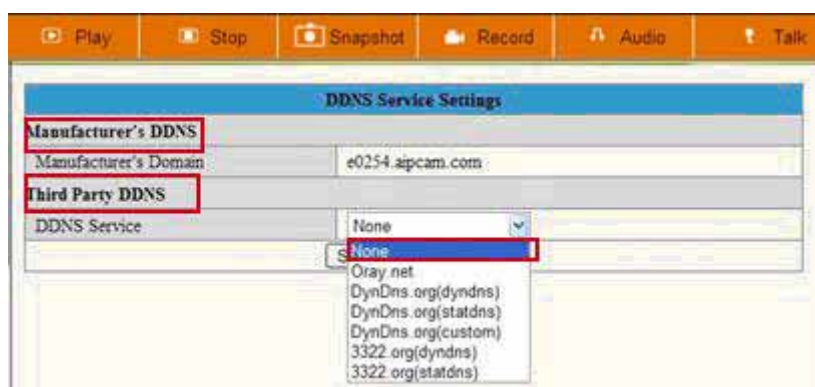 Play Stop Snapshot Record Audio Talk
DDNS Service Settings
Manufacturer's DDNS
Manufacturer's Domain e0254.aipcam.com
Third Party DDNS
DDNS Service None
S None
Oray.net
DynDns.org(dyndns)
DynDns.org(statdns)
DynDns.org(custom)
3322.org(dyndns)
3322.org(statdns)